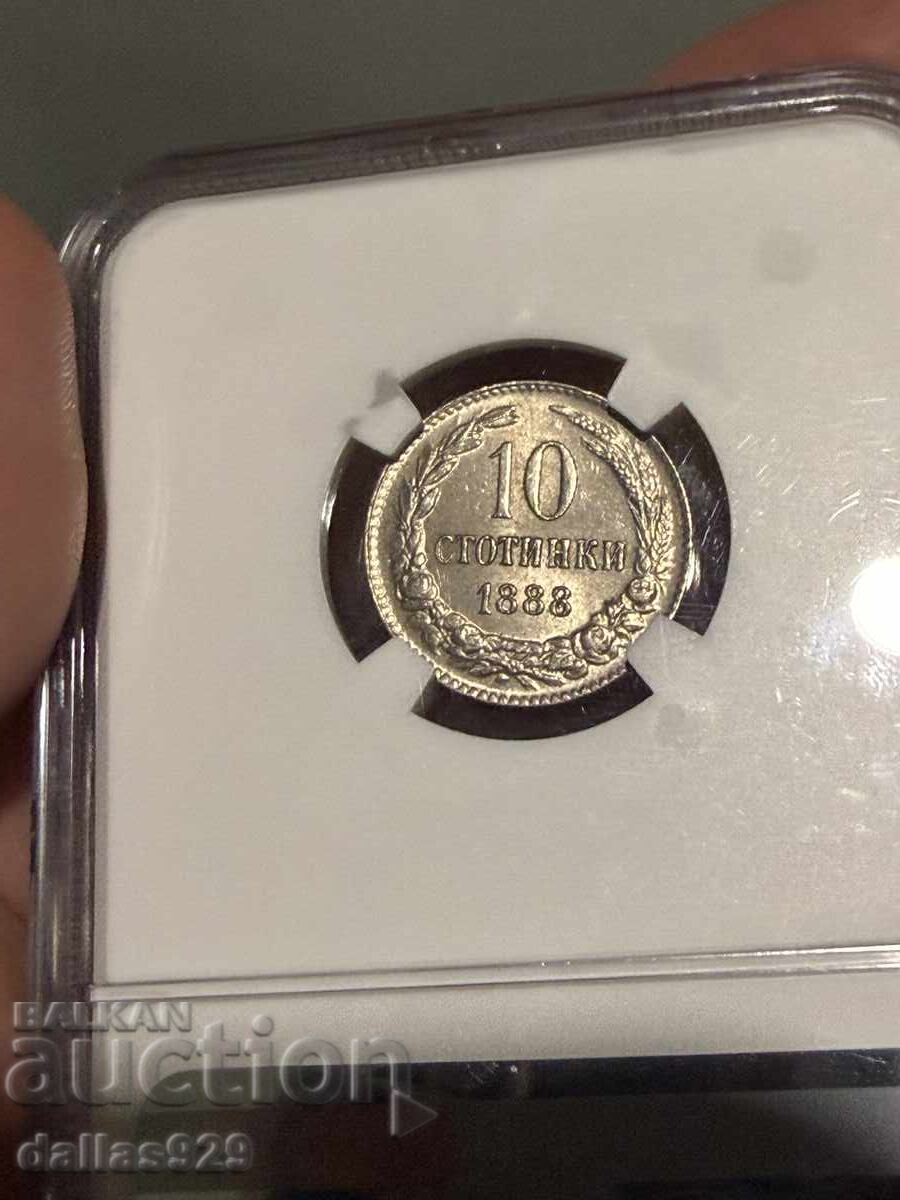 10
СТОТИНКИ
1888
BALKAN
auction
dallas929